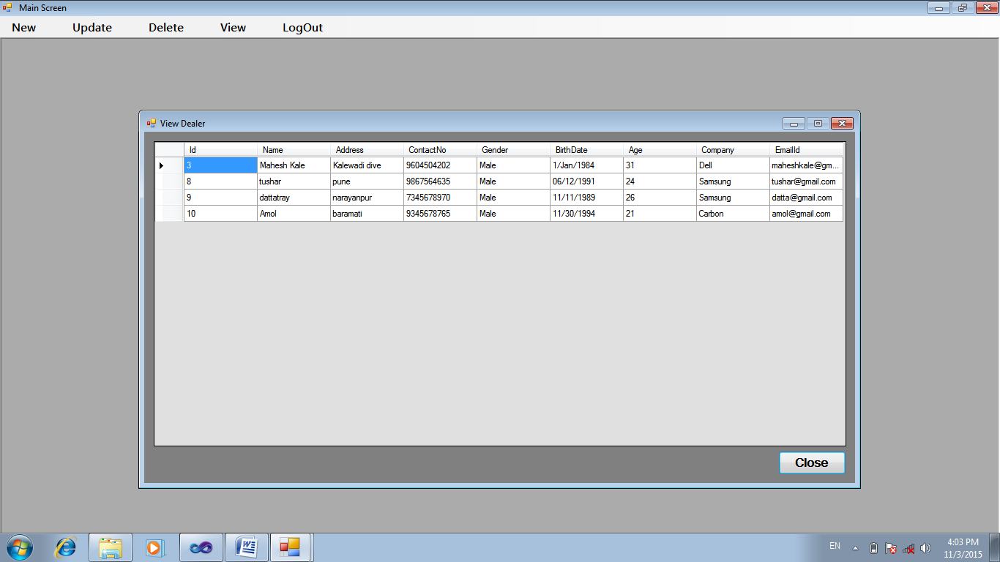 Main Screen
New Update Delete View LogOut
View Dealer
Id Name Address ContactNo Gender BirthDate Age Company EmailId
3 Mahesh Kale Kalewadi dive 9604504202 Male 1/Jan/1984 31 Dell maheshkale@gm...
8 tushar pune 9867564635 Male 06/12/1991 24 Samsung tushar@gmail.com
9 dattatray narayanpur 7345678970 Male 11/11/1989 26 Samsung datta@gmail.com
10 Amol baramati 9345678765 Male 11/30/1994 21 Carbon amol@gmail.com
Close
EN 4:03 PM
11/3/2015